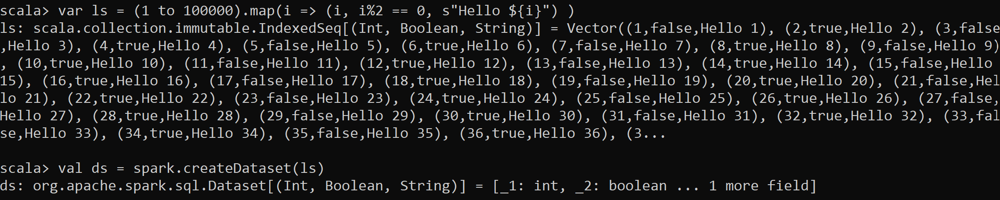 scala> var ls = (1 to 100000).map(i => (i, i%2 == 0, s"Hello ${i}") )
ls: scala.collection.immutable.IndexedSeq[(Int, Boolean, String)] = Vector((1,false,Hello 1), (2,true,Hello 2), (3,false
,Hello 3), (4,true,Hello 4), (5,false,Hello 5), (6,true,Hello 6), (7,false,Hello 7), (8,true,Hello 8), (9,false,Hello 9)
, (10,true,Hello 10), (11,false,Hello 11), (12,true,Hello 12), (13,false,Hello 13), (14,true,Hello 14), (15,false,Hello
15), (16,true,Hello 16), (17,false,Hello 17), (18,true,Hello 18), (19,false,Hello 19), (20,true,Hello 20), (21,false,Hel
lo 21), (22,true,Hello 22), (23,false,Hello 23), (24,true,Hello 24), (25,false,Hello 25), (26,true,Hello 26), (27,false,
Hello 27), (28,true,Hello 28), (29,false,Hello 29), (30,true,Hello 30), (31,false,Hello 31), (32,true,Hello 32), (33,fal
se,Hello 33), (34,true,Hello 34), (35,false,Hello 35), (36,true,Hello 36), (3...
scala> val ds = spark.createDataset(ls)
ds: org.apache.spark.sql.Dataset[(Int, Boolean, String)] = [_1: int, _2: boolean ... 1 more field]